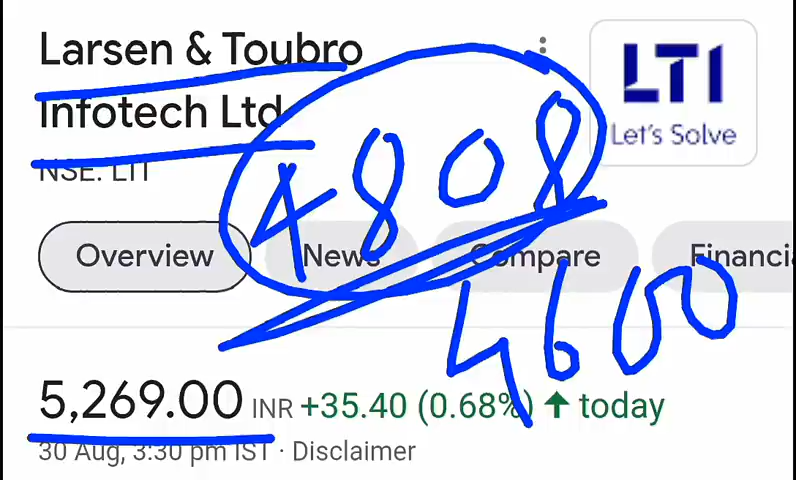 Larsen & Toubro
Infotech Ltd
LTI
Let's Solve
NSE: LTI
4808
Overview News Compare Financi
4600
5,269.00 INR +35.40 (0.68%) ↑ today
30 Aug, 3:30 pm IST · Disclaimer